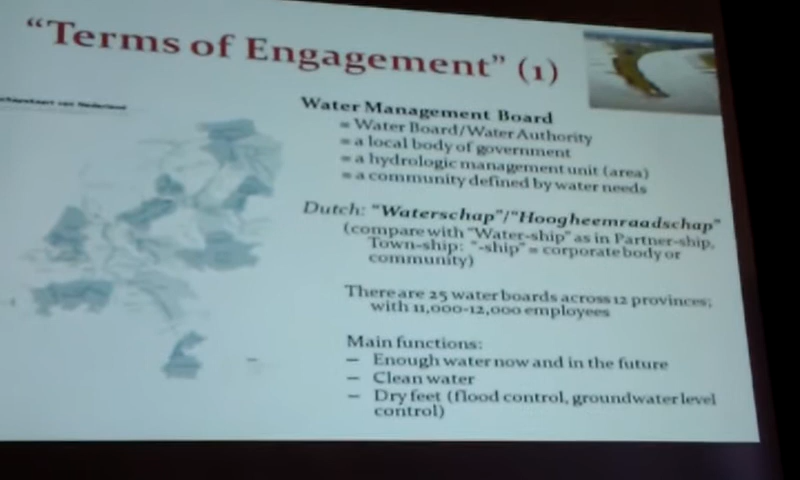 "Terms of Engagement" (1)
van Nederland
Water Management Board
= Water Board/Water Authority
= a local body of government
= a hydrologic management unit (area)
= a community defined by water needs
Dutch: "Waterschap"/"Hoogheemraadschap"
(compare with "Water-ship" as in Partner-ship,
Town-ship: "-ship" = corporate body or
community)
There are 25 water boards across 12 provinces;
with 11,000-12,000 employees
Main functions:
– Enough water now and in the future
– Clean water
– Dry feet (flood control, groundwater level
control)